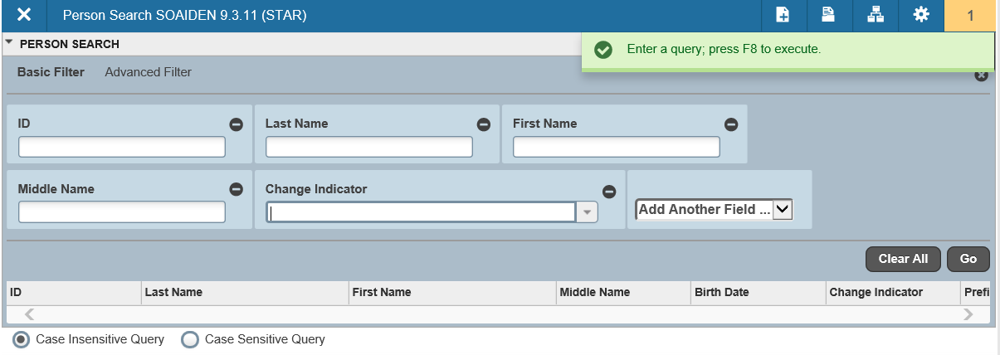 Person Search SOAIDEN 9.3.11 (STAR)
1
PERSON SEARCH
Enter a query; press F8 to execute.
Basic Filter Advanced Filter
ID Last Name First Name
Middle Name Change Indicator
Add Another Field ...
Clear All Go
ID Last Name First Name Middle Name Birth Date Change Indicator Prefi
Case Insensitive Query Case Sensitive Query